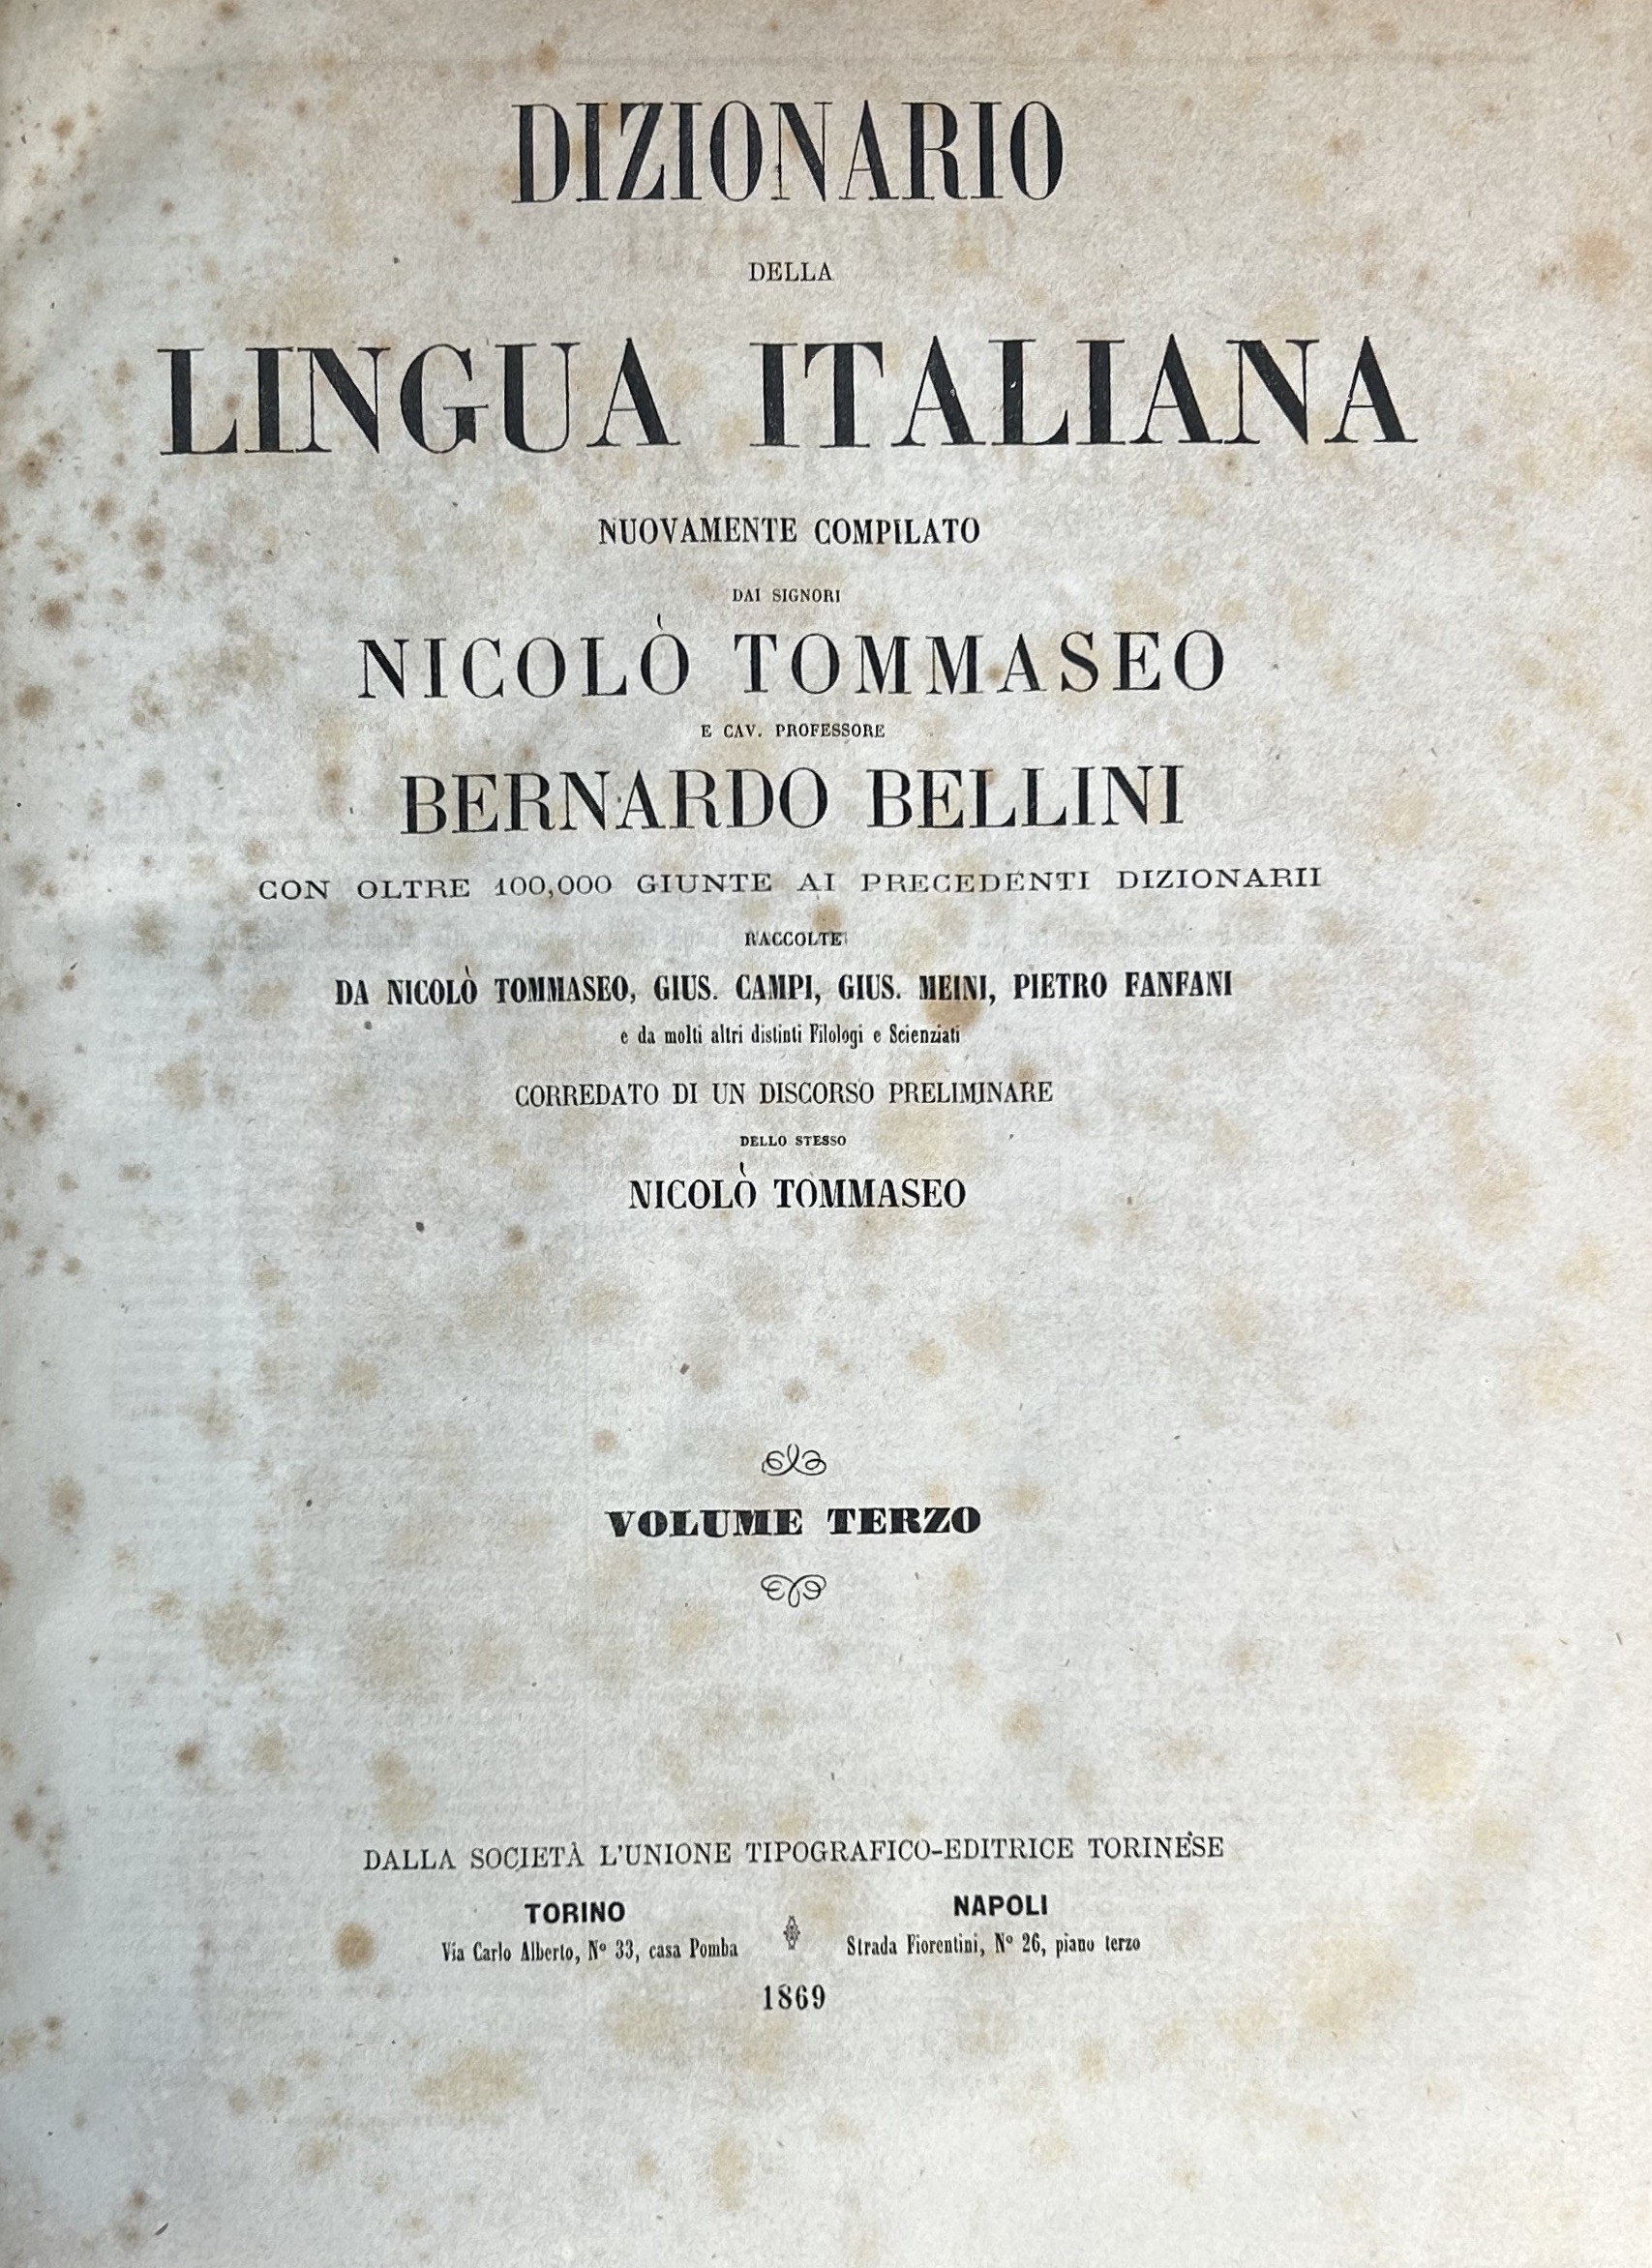 DIZIONARIO
DELLA
LINGUA ITALIANA
NUOVAMENTE COMPILATO
DAI SIGNORI
NICOLÒ TOMMASEO
E CAV. PROFESSORE
BERNARDO BELLINI
CON OLTRE 100,000 GIUNTE AI PRECEDENTI DIZIONARII
RACCOLTE
DA NICOLÒ TOMMASEO, GIUS. CAMPI, GIUS. MEINI, PIETRO FANFANI
e da molti altri distinti Filologi e Scienziati
CORREDATO DI UN DISCORSO PRELIMINARE
DELLO STESSO
NICOLÒ TOMMASEO
VOLUME TERZO
DALLA SOCIETÀ L'UNIONE TIPOGRAFICO-EDITRICE TORINESE
TORINO
Via Carlo Alberto, Nº 33, casa Pomba
NAPOLI
Strada Fiorentini, Nº 26, piano terzo
1869